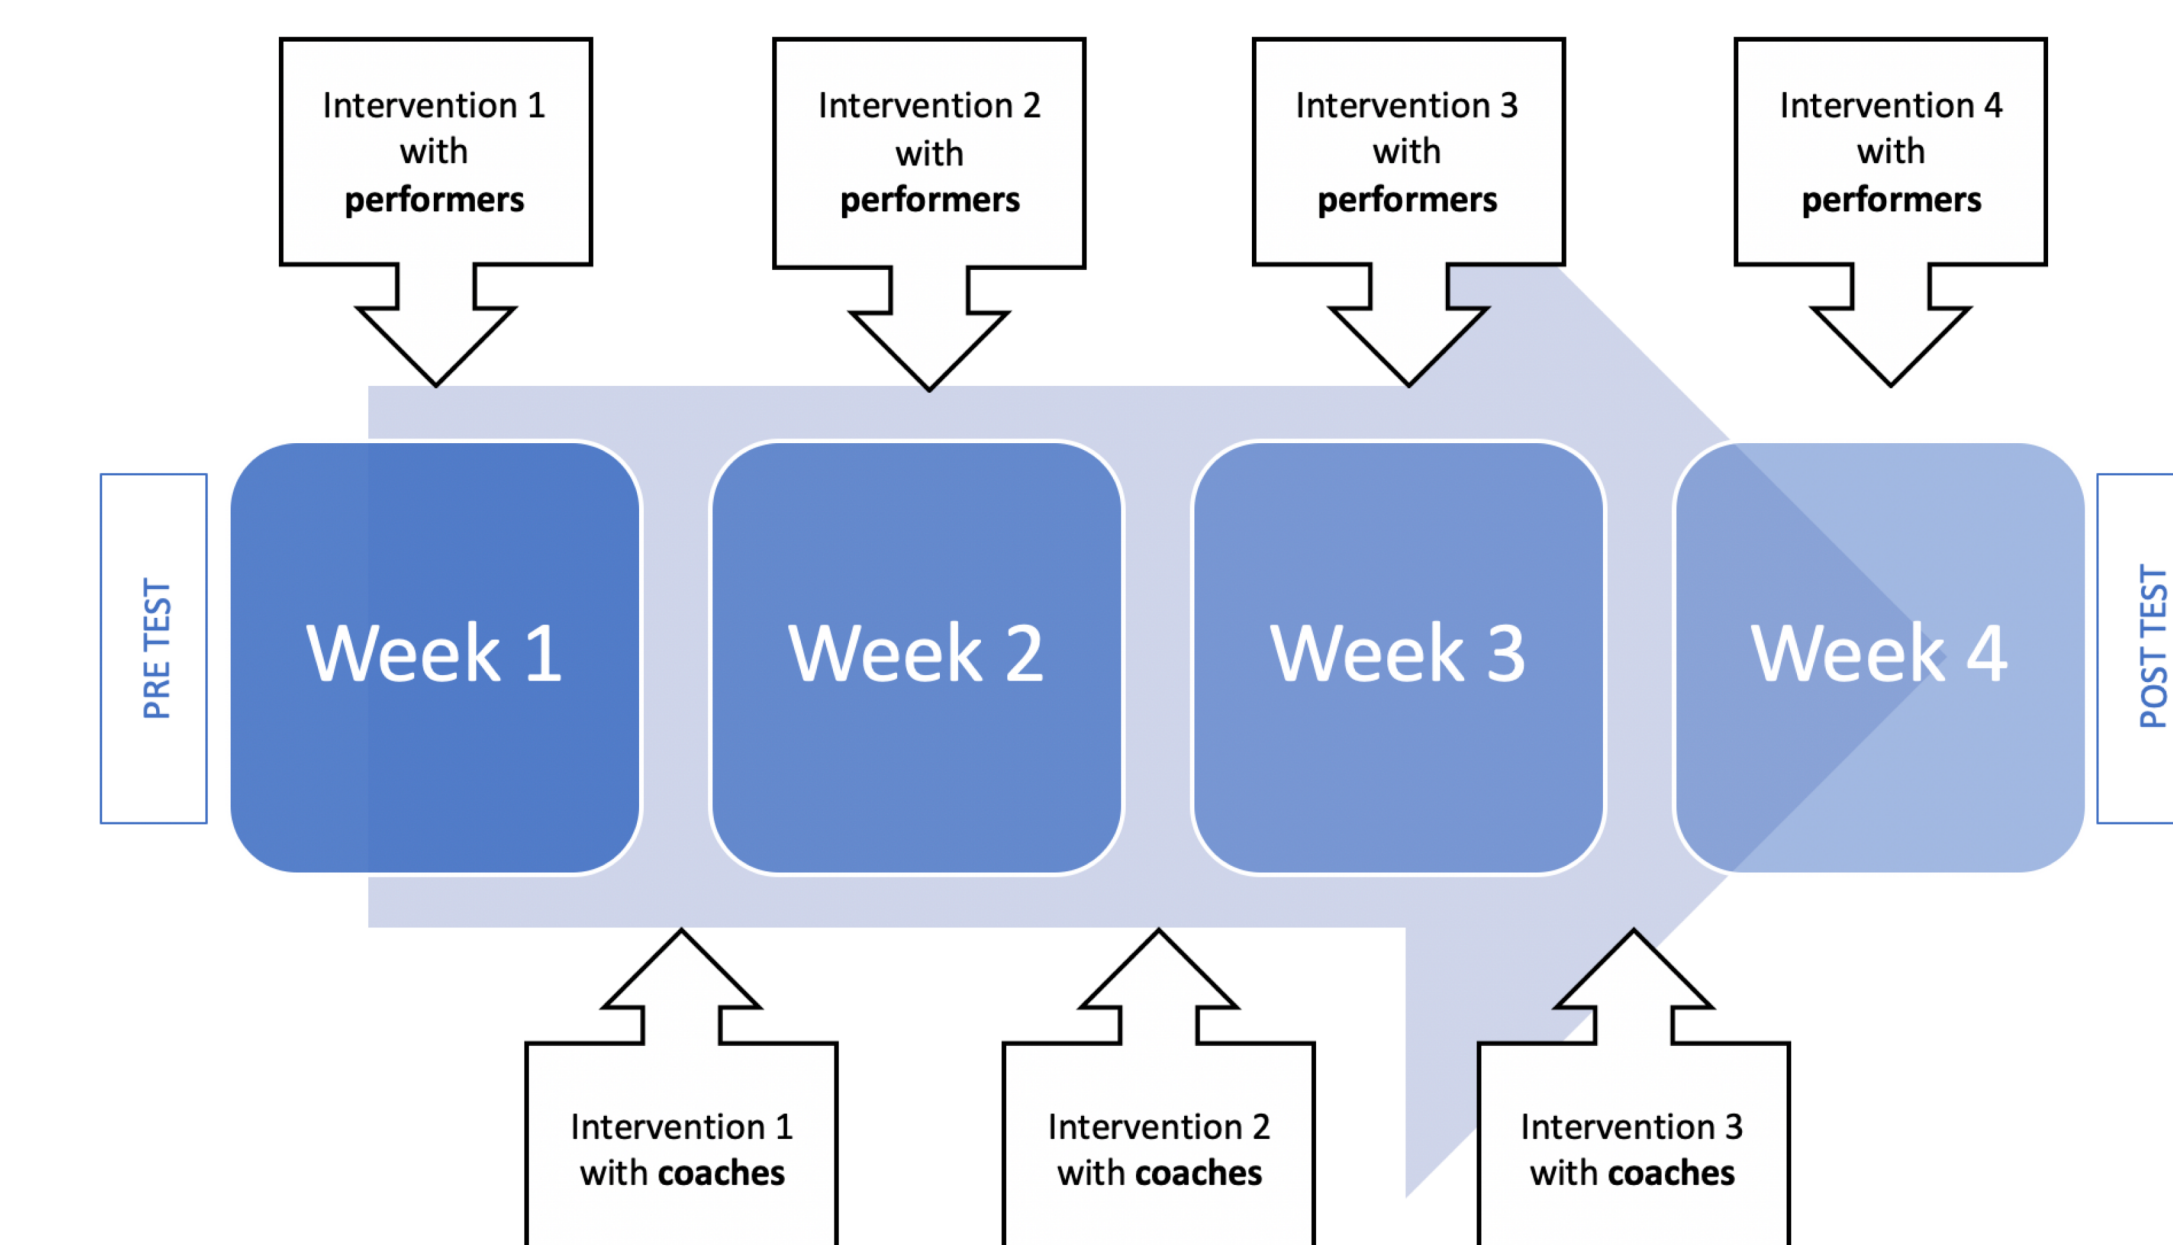 Intervention 1
with
performers
Intervention 2
with
performers
Intervention 3
with
performers
Intervention 4
with
performers
PRE TEST
Week 1
Week 2
Week 3
Week 4
POST TEST
Intervention 1
with coaches
Intervention 2
with coaches
Intervention 3
with coaches